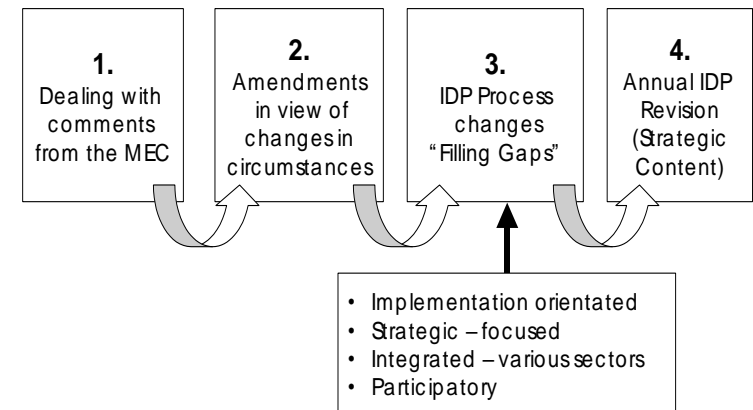 1.
Dealing with
comments
from the MEC
2.
Amendments
in view of
changes in
circumstances
3.
IDP Process
changes
“Filling Gaps”
4.
Annual IDP
Revision
(Strategic
Content)
• Implementation orientated
• Strategic – focused
• Integrated – various sectors
• Participatory